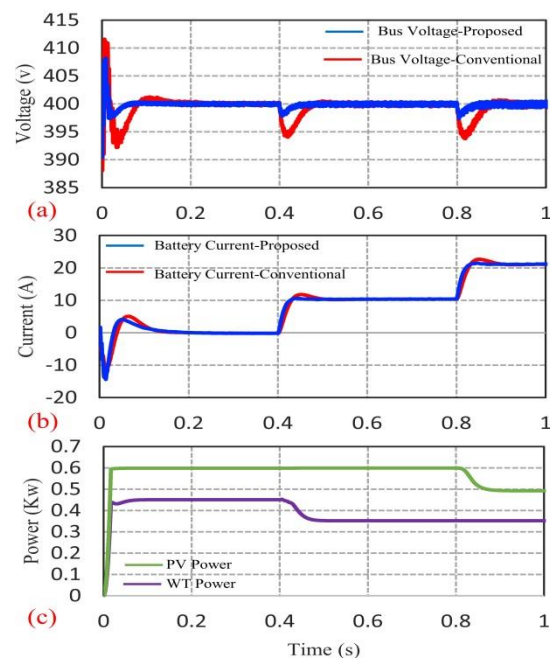 415
410
405
400
395
390
385
Voltage (v)
Bus Voltage-Proposed
Bus Voltage-Conventional
(a)
0 0.2 0.4 0.6 0.8 1
30
20
10
0
-10
-20
Current (A)
Battery Current-Proposed
Battery Current-Conventional
(b)
0 0.2 0.4 0.6 0.8 1
0.7
0.6
0.5
0.4
0.3
0.2
0.1
0
Power (Kw)
PV Power
WT Power
(c)
0 0.2 0.4 0.6 0.8 1
Time (s)